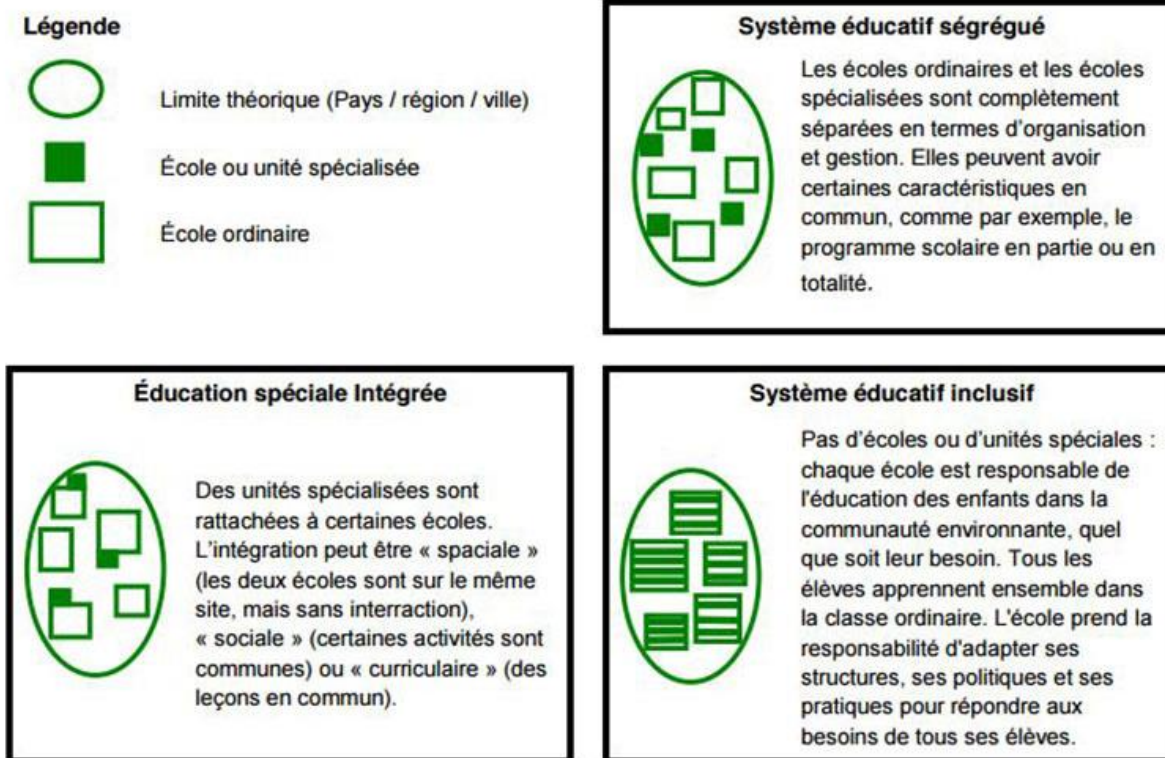 Légende
Limite théorique (Pays / région / ville)
École ou unité spécialisée
École ordinaire
Système éducatif ségrégué
Les écoles ordinaires et les écoles
spécialisées sont complètement
séparées en termes d'organisation
et gestion. Elles peuvent avoir
certaines caractéristiques en
commun, comme par exemple, le
programme scolaire en partie ou en
totalité.
Éducation spéciale Intégrée
Des unités spécialisées sont
rattachées à certaines écoles.
L'intégration peut être « spaciale »
(les deux écoles sont sur le même
site, mais sans interraction),
« sociale » (certaines activités sont
communes) ou « curriculaire » (des
leçons en commun).
Système éducatif inclusif
Pas d'écoles ou d'unités spéciales :
chaque école est responsable de
l'éducation des enfants dans la
communauté environnante, quel
que soit leur besoin. Tous les
élèves apprennent ensemble dans
la classe ordinaire. L'école prend la
responsabilité d'adapter ses
structures, ses politiques et ses
pratiques pour répondre aux
besoins de tous ses élèves.